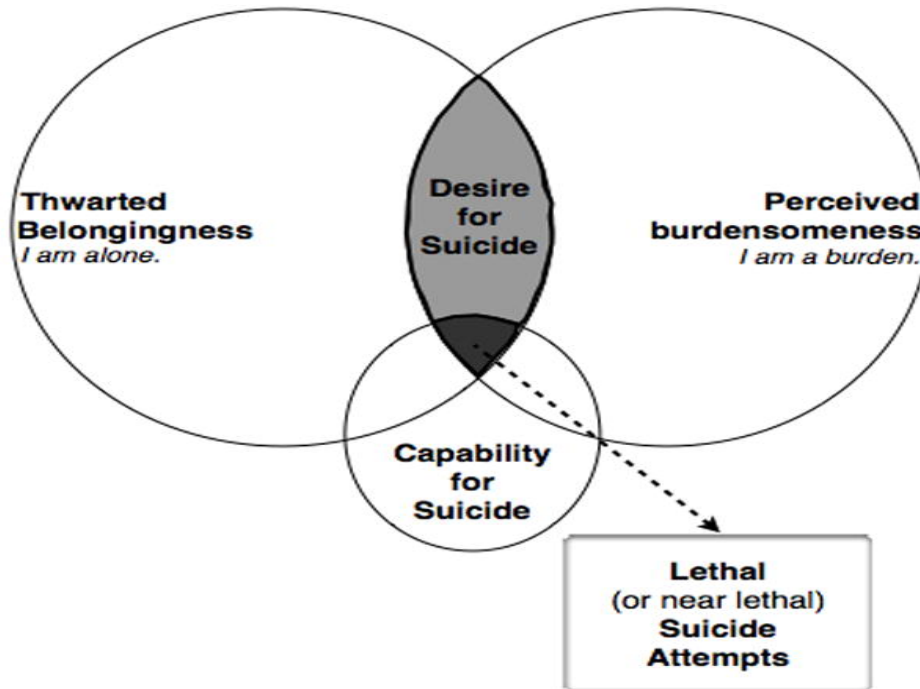 Desire
for
Suicide
Thwarted
Belongingness
I am alone.
Perceived
burdensomeness
I am a burden.
Capability
for
Suicide
Lethal
(or near lethal)
Suicide
Attempts